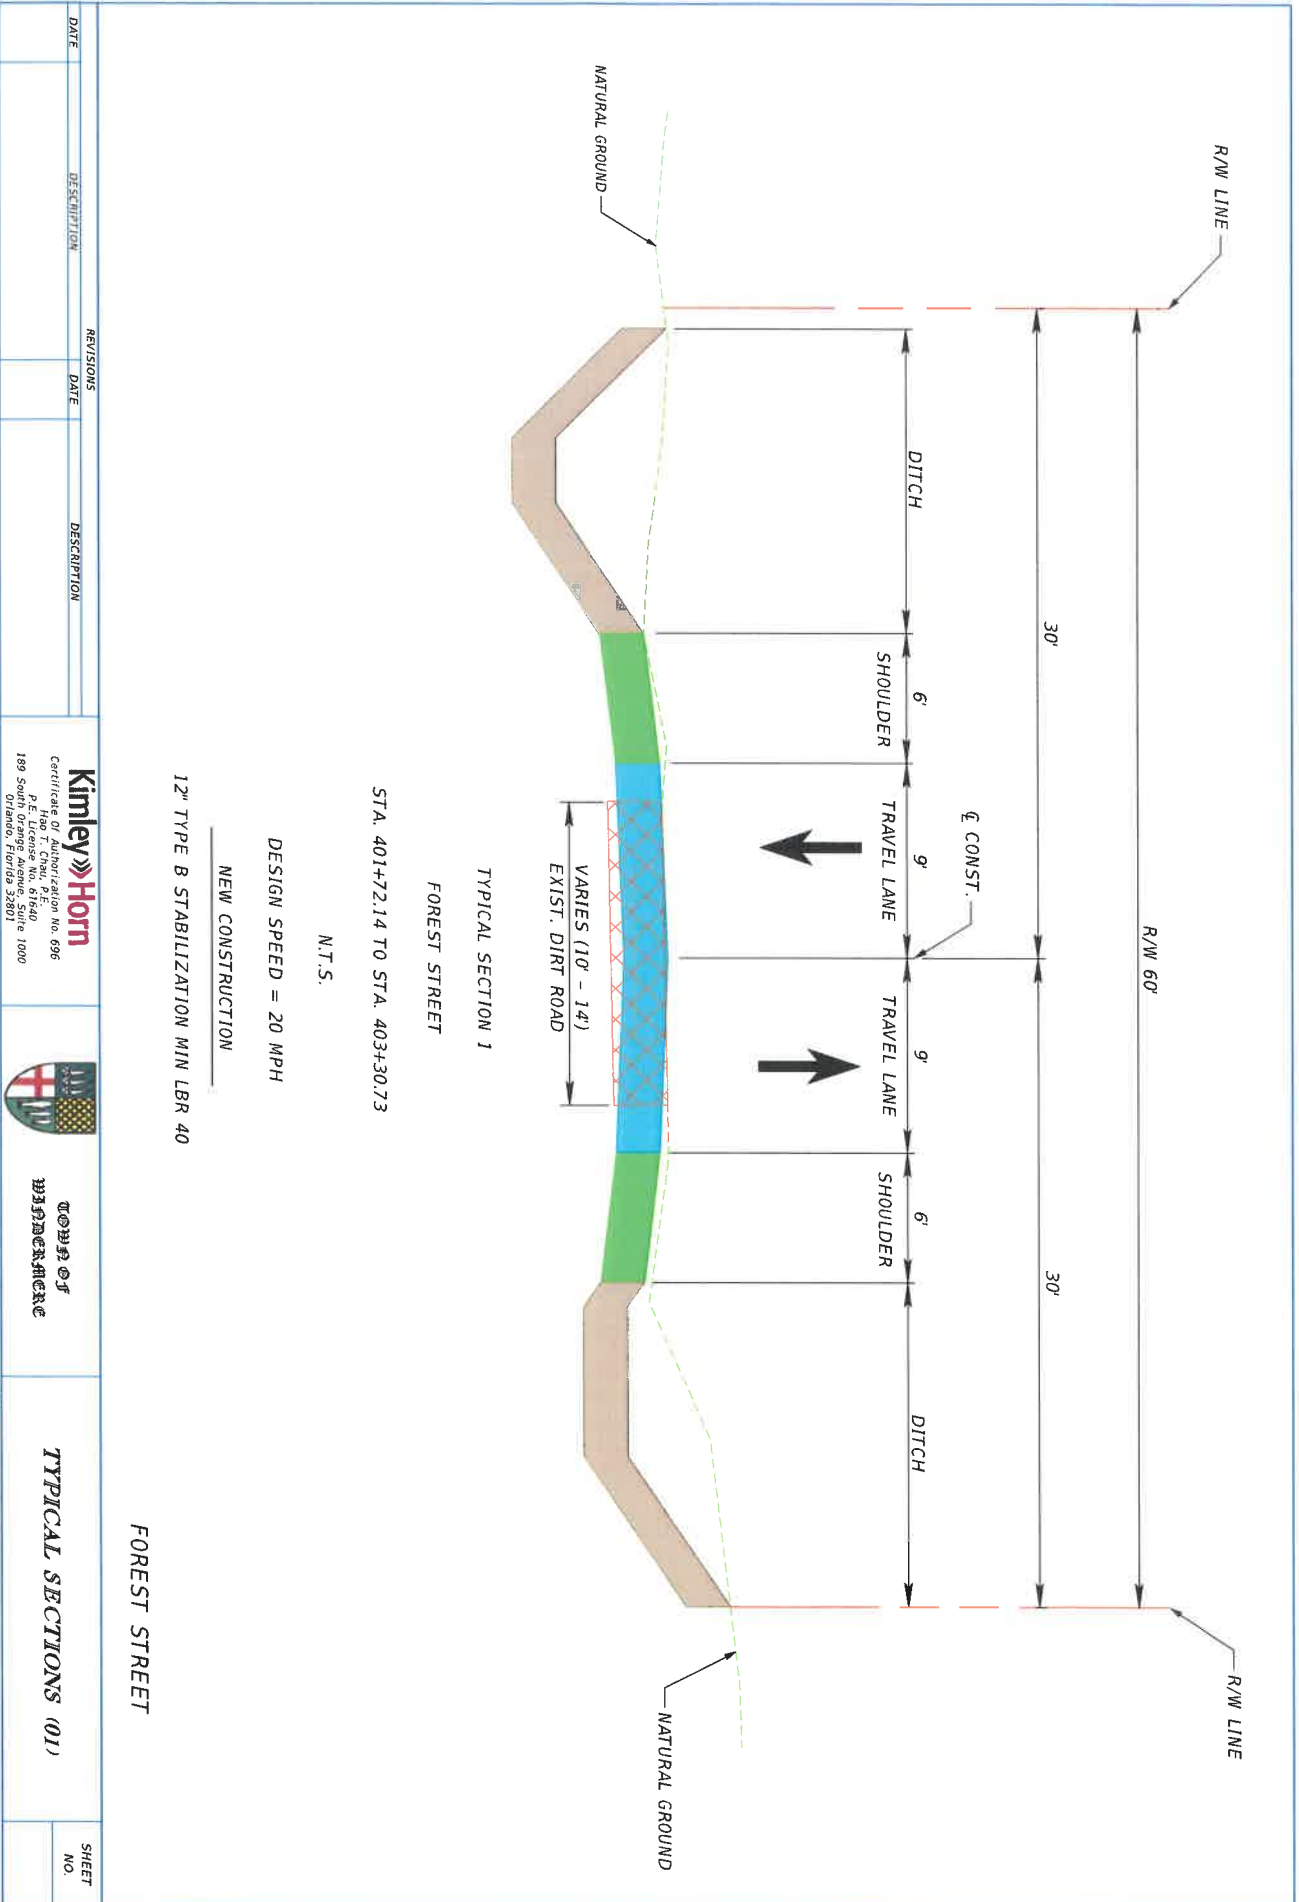 R/W LINE
R/W LINE
R/W 60'
30'
30'
℄ CONST.
DITCH
6'
SHOULDER
9'
TRAVEL LANE
9'
TRAVEL LANE
6'
SHOULDER
DITCH
NATURAL GROUND
NATURAL GROUND
VARIES (10' - 14')
EXIST. DIRT ROAD
TYPICAL SECTION 1
FOREST STREET
STA. 401+72.14 TO STA. 403+30.73
N.T.S.
DESIGN SPEED = 20 MPH
NEW CONSTRUCTION
12" TYPE B STABILIZATION MIN LBR 40
FOREST STREET
REVISIONS
DATE
DESCRIPTION
DATE
DESCRIPTION
Kimley»Horn
Certificate Of Authorization No. 696
Hao T. Chau, P.E.
P.E. License No. 61640
189 South Orange Avenue, Suite 1000
Orlando, Florida 32801
TOWN OF
WINDERMERE
TYPICAL SECTIONS (01)
SHEET
NO.